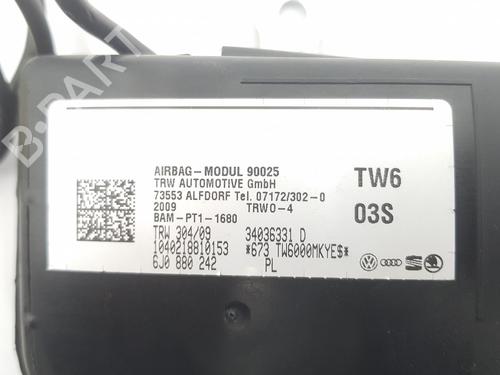 B-PARTS
AIRBAG-MODUL 90025
TRW AUTOMOTIVE GmbH
73553 ALFDORF Tel. 07172/302-0
2009 TRWO-4
BAM-PT1-1680
TRW 304/09 34036331 D
1040218810153 *673 TW6000MKYE$*
6J0 880 242 PL
TW6
03S